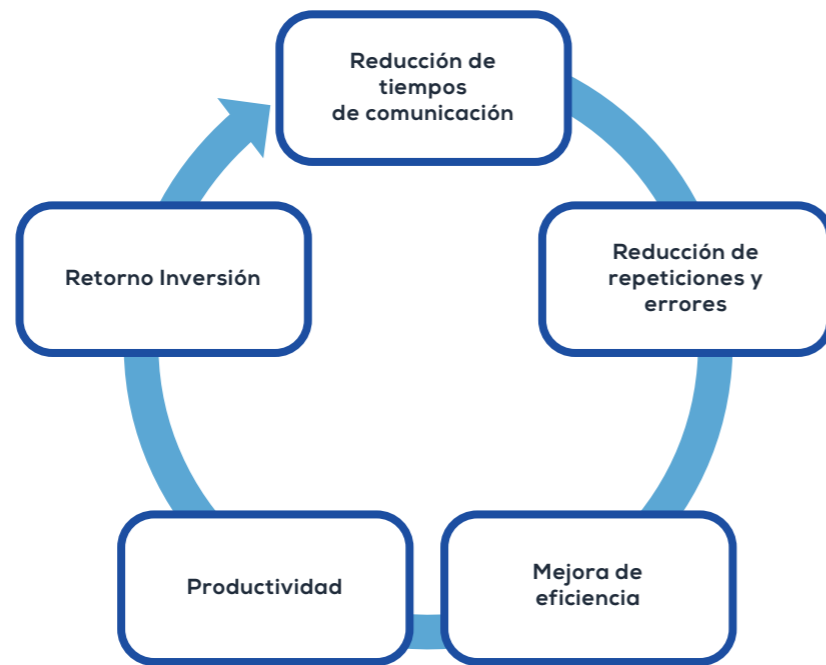 Reducción de
tiempos
de comunicación
Reducción de
repeticiones y
errores
Mejora de
eficiencia
Productividad
Retorno Inversión